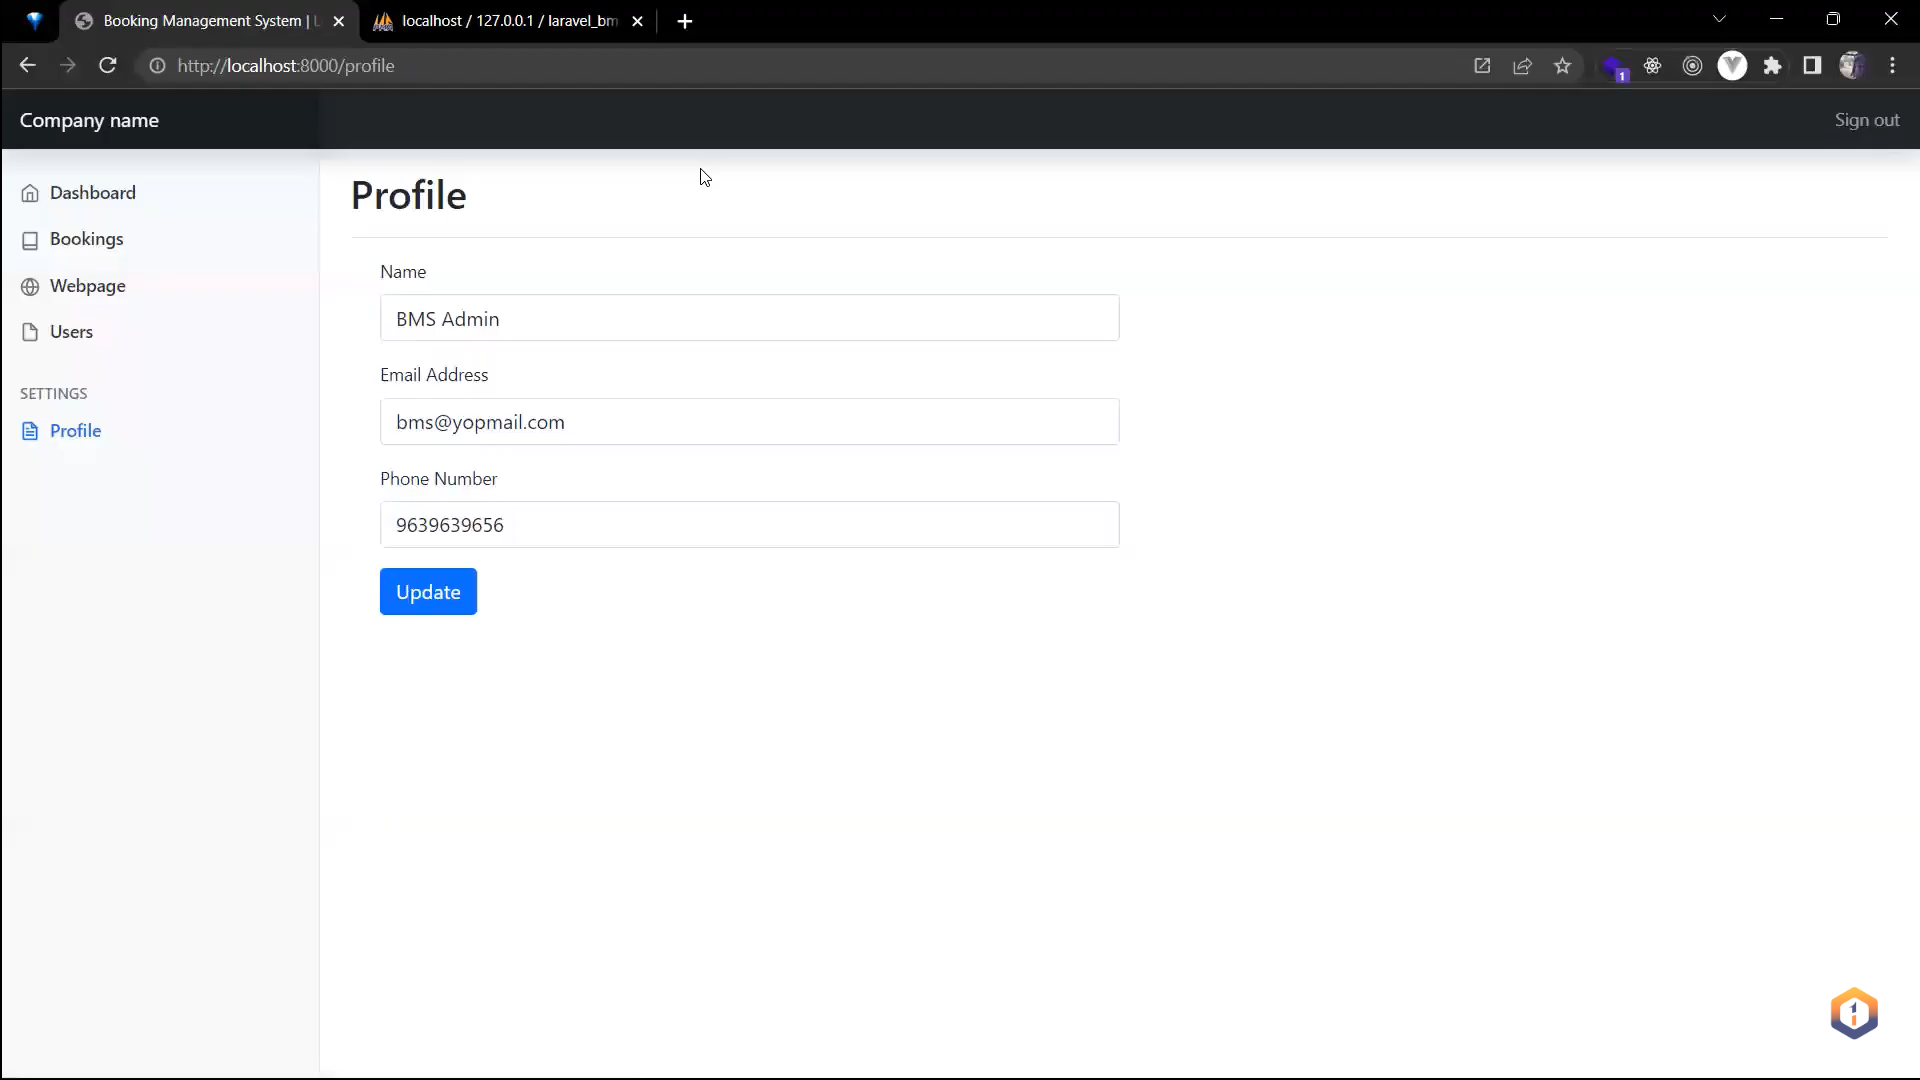 Booking Management System |
localhost / 127.0.0.1 / laravel_bm
http://localhost:8000/profile
1
Company name
Sign out
Dashboard
Bookings
Webpage
Users
SETTINGS
Profile
Profile
Name
BMS Admin
Email Address
bms@yopmail.com
Phone Number
9639639656
Update